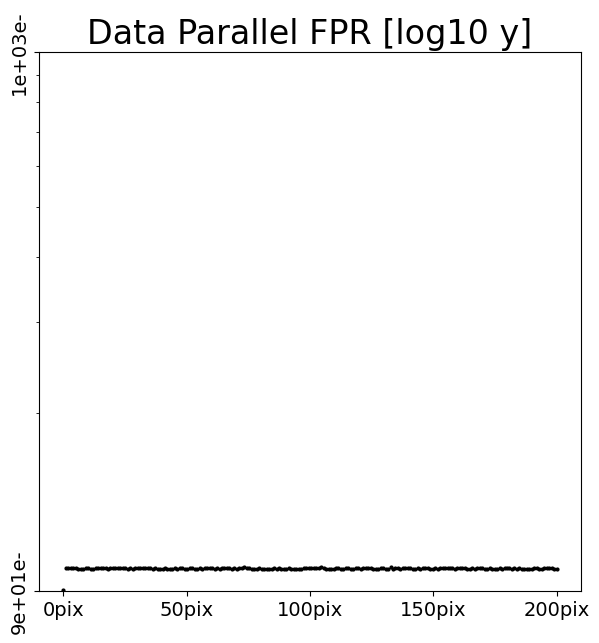 Data Parallel FPR [log10 y]
1e+03e-
9e+01e-
0pix 50pix 100pix 150pix 200pix